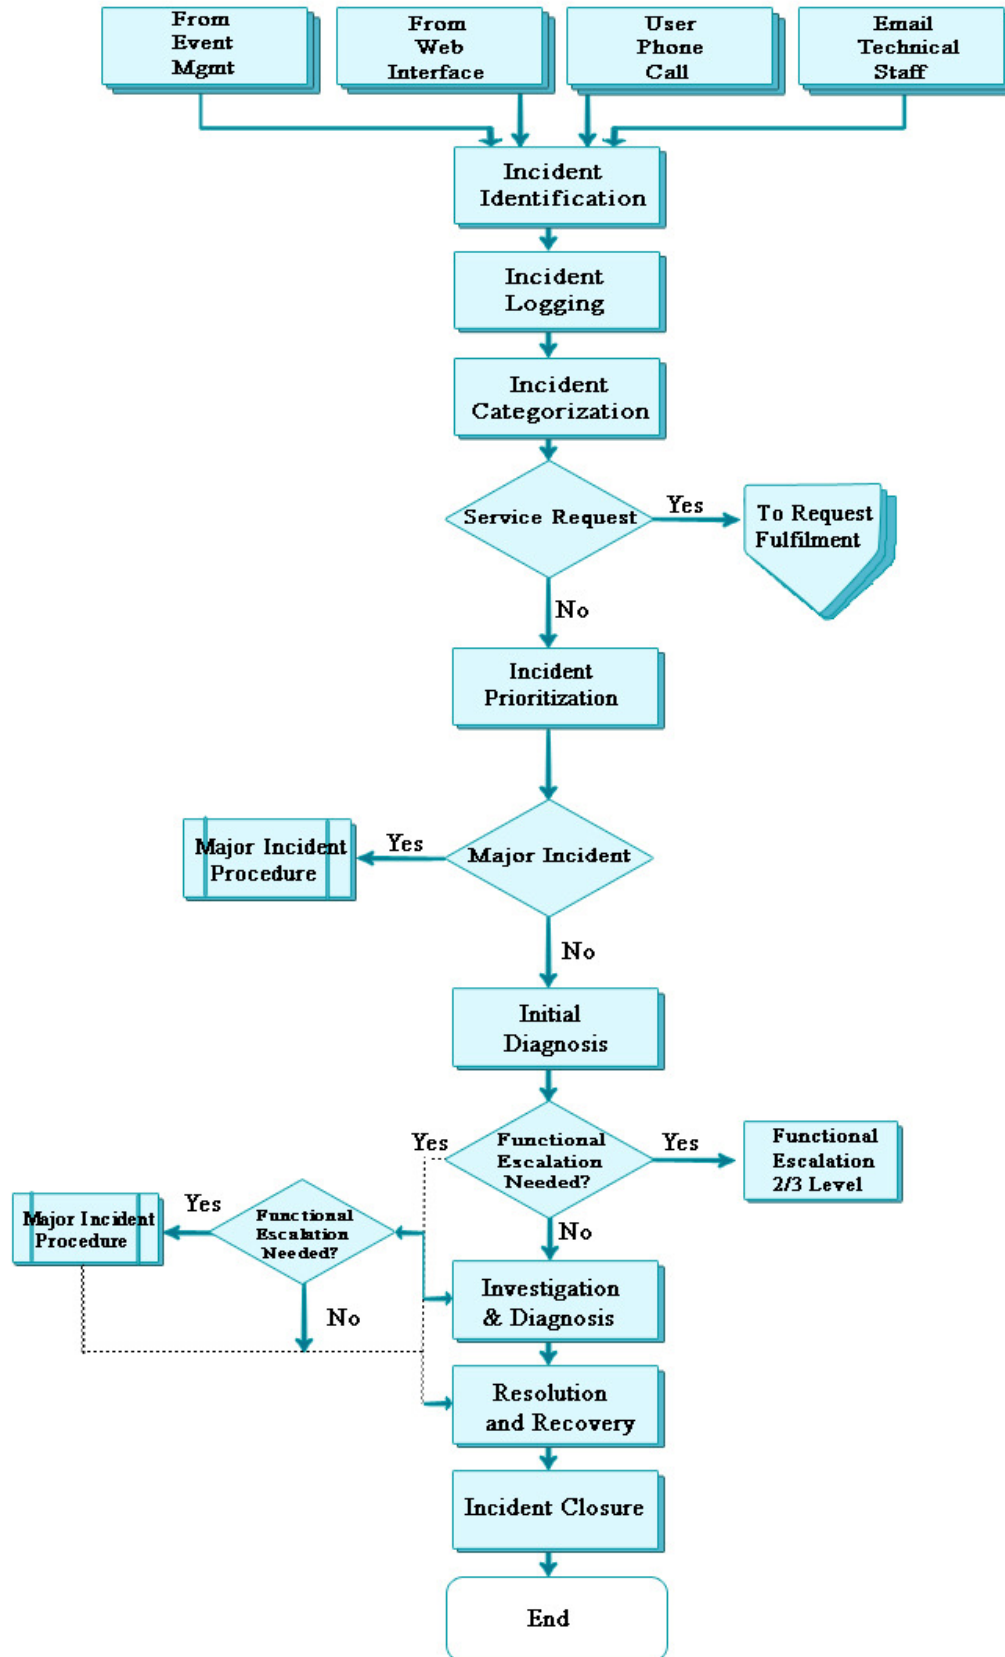 From
Event
Mgmt
From
Web
Interface
User
Phone
Call
Email
Technical
Staff
Incident
Identification
Incident
Logging
Incident
Categorization
Service Request
Yes
To Request
Fulfilment
No
Incident
Prioritization
Major Incident
Procedure
Yes
Major Incident
No
Initial
Diagnosis
Yes
Functional
Escalation
Needed?
Yes
Functional
Escalation
2/3 Level
Major Incident
Procedure
Yes
Functional
Escalation
Needed?
No
No
Investigation
& Diagnosis
Resolution
and Recovery
Incident Closure
End